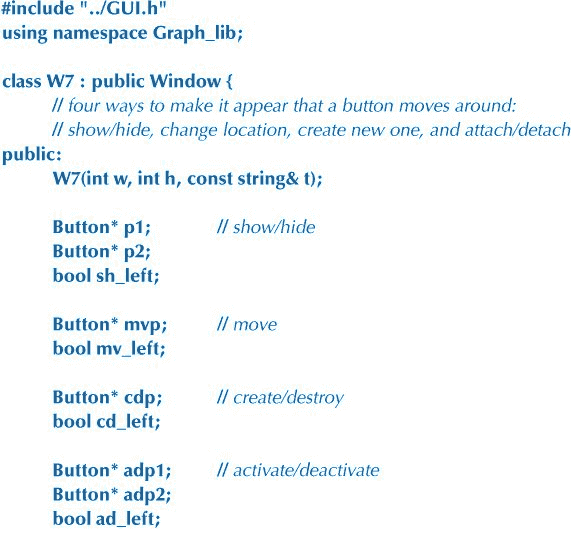 #include "../GUI.h"
using namespace Graph_lib;
class W7 : public Window {
// four ways to make it appear that a button moves around:
// show/hide, change location, create new one, and attach/detach
public:
W7(int w, int h, const string& t);
Button* p1; // show/hide
Button* p2;
bool sh_left;
Button* mvp; // move
bool mv_left;
Button* cdp; // create/destroy
bool cd_left;
Button* adp1; // activate/deactivate
Button* adp2;
bool ad_left;